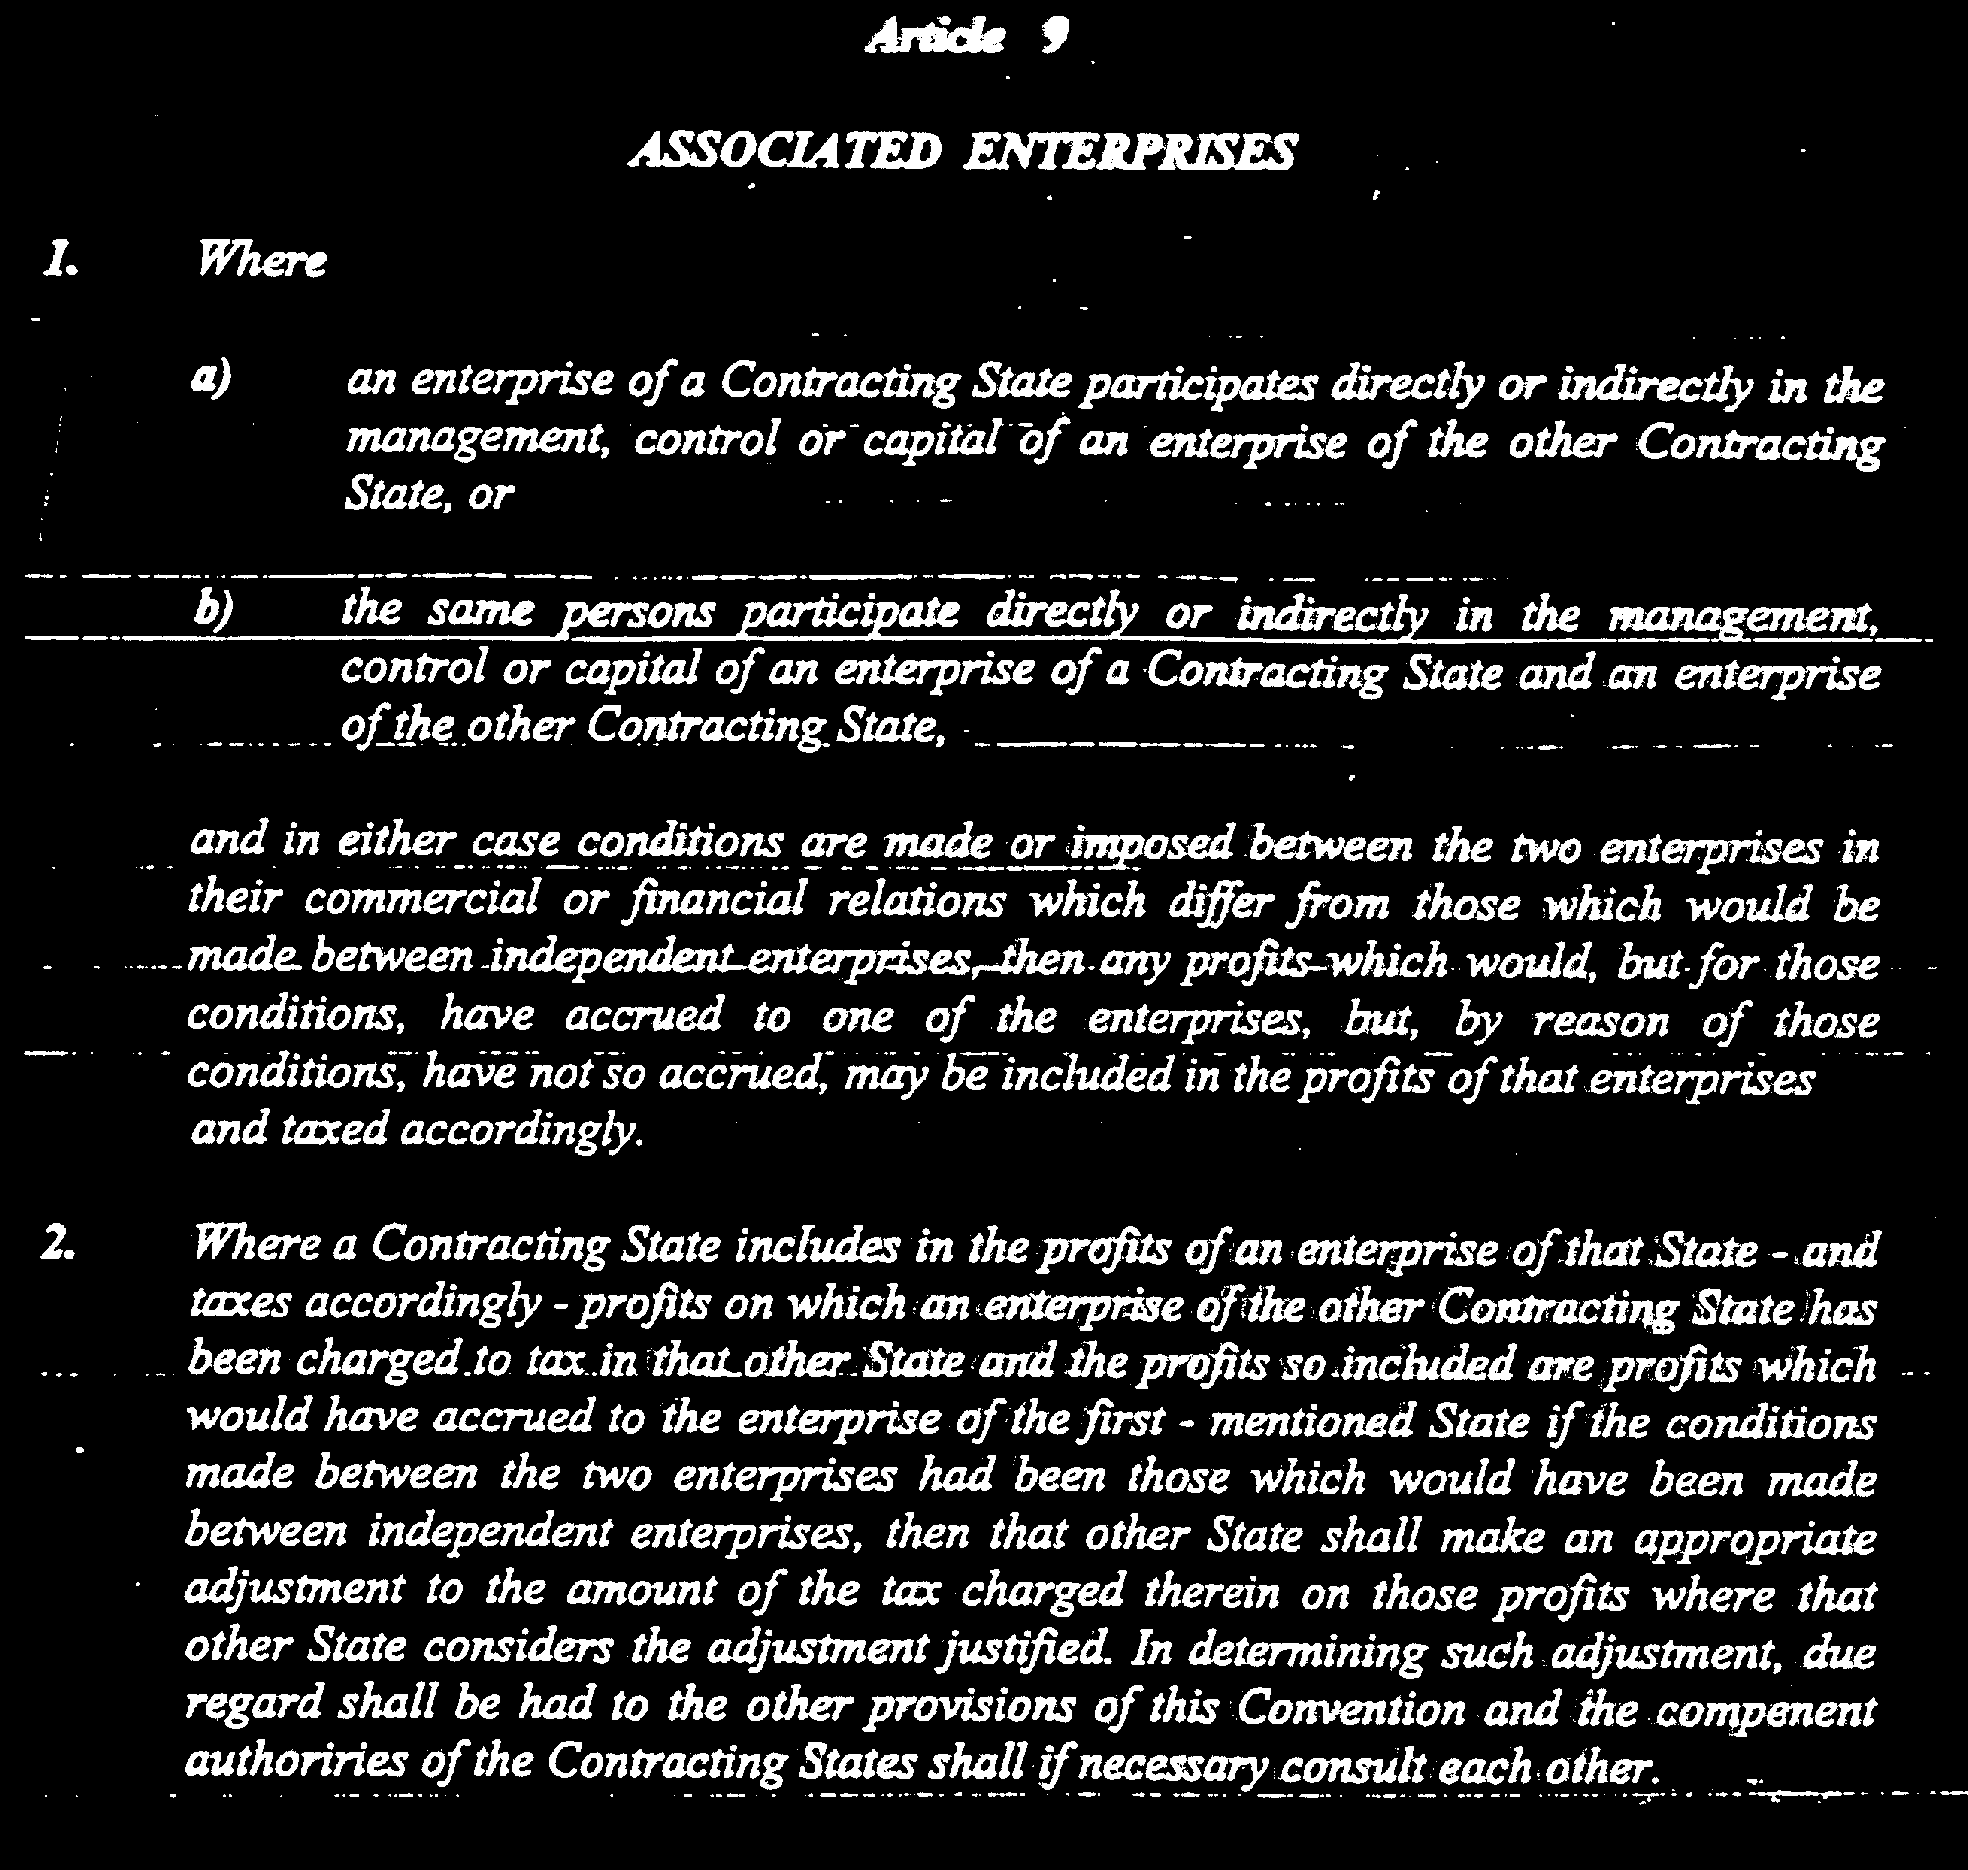 Article 9
ASSOCIATED ENTERPRISES
1. Where
a) an enterprise of a Contracting State participates directly or indirectly in the
management, control or capital of an enterprise of the other Contracting
State, or
b) the same persons participate directly or indirectly in the management,
control or capital of an enterprise of a Contracting State and an enterprise
of the other Contracting State,
and in either case conditions are made or imposed between the two enterprises in
their commercial or financial relations which differ from those which would be
made between independent enterprises, then any profits which would, but for those
conditions, have accrued to one of the enterprises, but, by reason of those
conditions, have not so accrued, may be included in the profits of that enterprises
and taxed accordingly.
2. Where a Contracting State includes in the profits of an enterprise of that State - and
taxes accordingly - profits on which an enterprise of the other Contracting State has
been charged to tax in that other State and the profits so included are profits which
would have accrued to the enterprise of the first - mentioned State if the conditions
made between the two enterprises had been those which would have been made
between independent enterprises, then that other State shall make an appropriate
adjustment to the amount of the tax charged therein on those profits where that
other State considers the adjustment justified. In determining such adjustment, due
regard shall be had to the other provisions of this Convention and the compenent
authoriries of the Contracting States shall if necessary consult each other.